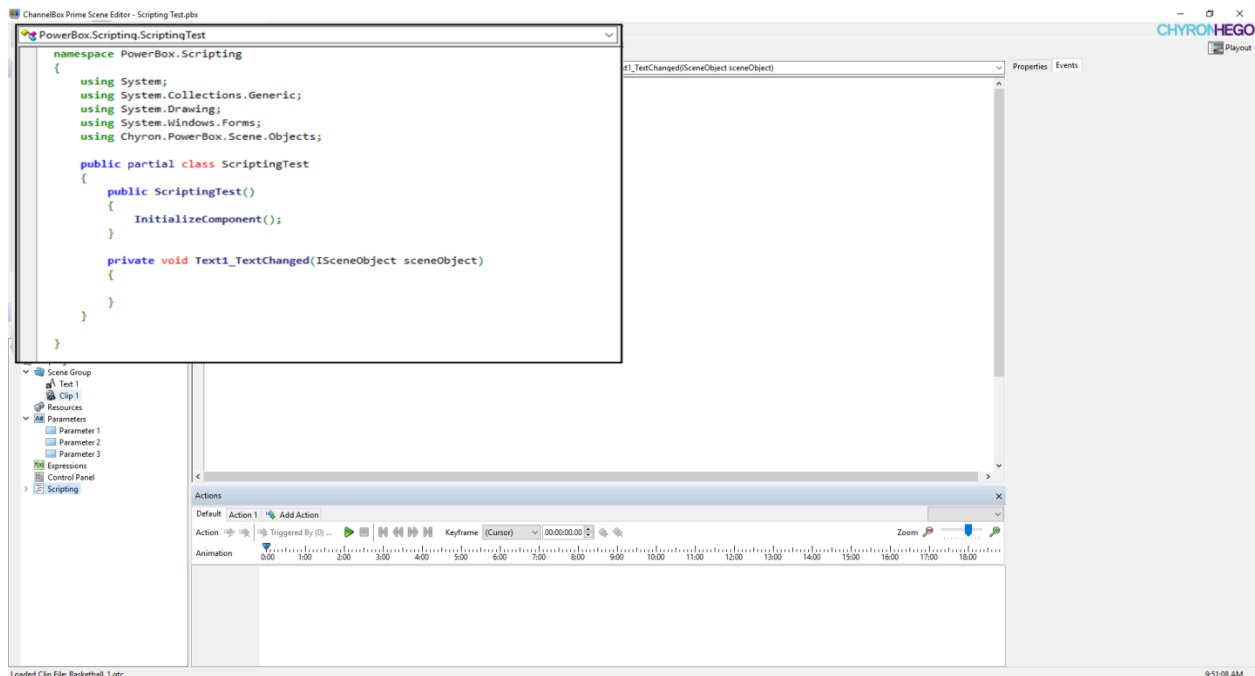 ChannelBox Prime Scene Editor - Scripting Test.pbx
CHYRONHEGO
PowerBox.Scripting.ScriptingTest
Playout
namespace PowerBox.Scripting
{
using System;
using System.Collections.Generic;
using System.Drawing;
using System.Windows.Forms;
using Chyron.PowerBox.Scene.Objects;
public partial class ScriptingTest
{
public ScriptingTest()
{
InitializeComponent();
}
private void Text1_TextChanged(ISceneObject sceneObject)
{
}
}
}
xt1_TextChanged(ISceneObject sceneObject)
Properties Events
Scene Group
Text 1
Clip 1
Resources
Parameters
Parameter 1
Parameter 2
Parameter 3
Expressions
Control Panel
Scripting
Actions
Default Action 1 Add Action
Action Triggered By (0) ... Keyframe (Cursor) 00:00:00.00 Zoom
Animation 0:00 1:00 2:00 3:00 4:00 5:00 6:00 7:00 8:00 9:00 10:00 11:00 12:00 13:00 14:00 15:00 16:00 17:00 18:00
Loaded Clip File: Basketball_1.qtc
9:51:08 AM